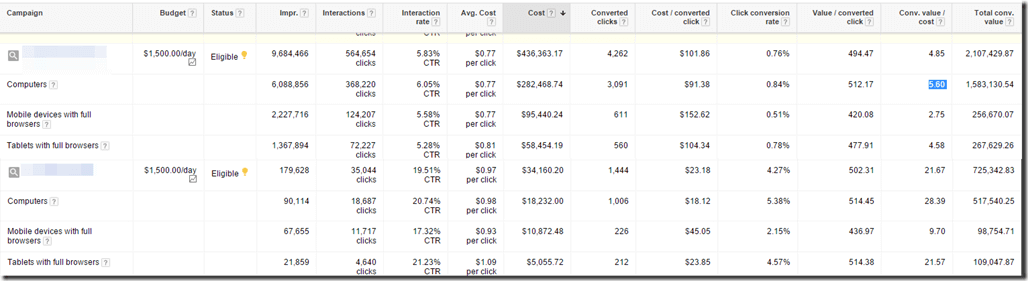 Campaign ? Budget ? Status ? Impr. ? Interactions ? Interaction rate ? Avg. Cost ? Cost ? ↓ Converted clicks ? Cost / converted click ? Click conversion rate ? Value / converted click ? Conv. value / cost ? Total conv. value ?
$1,500.00/day Eligible 9,684,466 564,654 clicks 5.83% CTR $0.77 per click $436,363.17 4,262 $101.86 0.76% 494.47 4.85 2,107,429.87
Computers ? 6,088,856 368,220 clicks 6.05% CTR $0.77 per click $282,468.74 3,091 $91.38 0.84% 512.17 5.60 1,583,130.54
Mobile devices with full browsers ? 2,227,716 124,207 clicks 5.58% CTR $0.77 per click $95,440.24 611 $152.62 0.51% 420.08 2.75 256,670.07
Tablets with full browsers ? 1,367,894 72,227 clicks 5.28% CTR $0.81 per click $58,454.19 560 $104.34 0.78% 477.91 4.58 267,629.26
$1,500.00/day Eligible 179,628 35,044 clicks 19.51% CTR $0.97 per click $34,160.20 1,444 $23.18 4.27% 502.31 21.67 725,342.83
Computers ? 90,114 18,687 clicks 20.74% CTR $0.98 per click $18,232.00 1,006 $18.12 5.38% 514.45 28.39 517,540.25
Mobile devices with full browsers ? 67,655 11,717 clicks 17.32% CTR $0.93 per click $10,872.48 226 $45.05 2.15% 436.97 9.70 98,754.71
Tablets with full browsers ? 21,859 4,640 clicks 21.23% CTR $1.09 per click $5,055.72 212 $23.85 4.57% 514.38 21.57 109,047.87